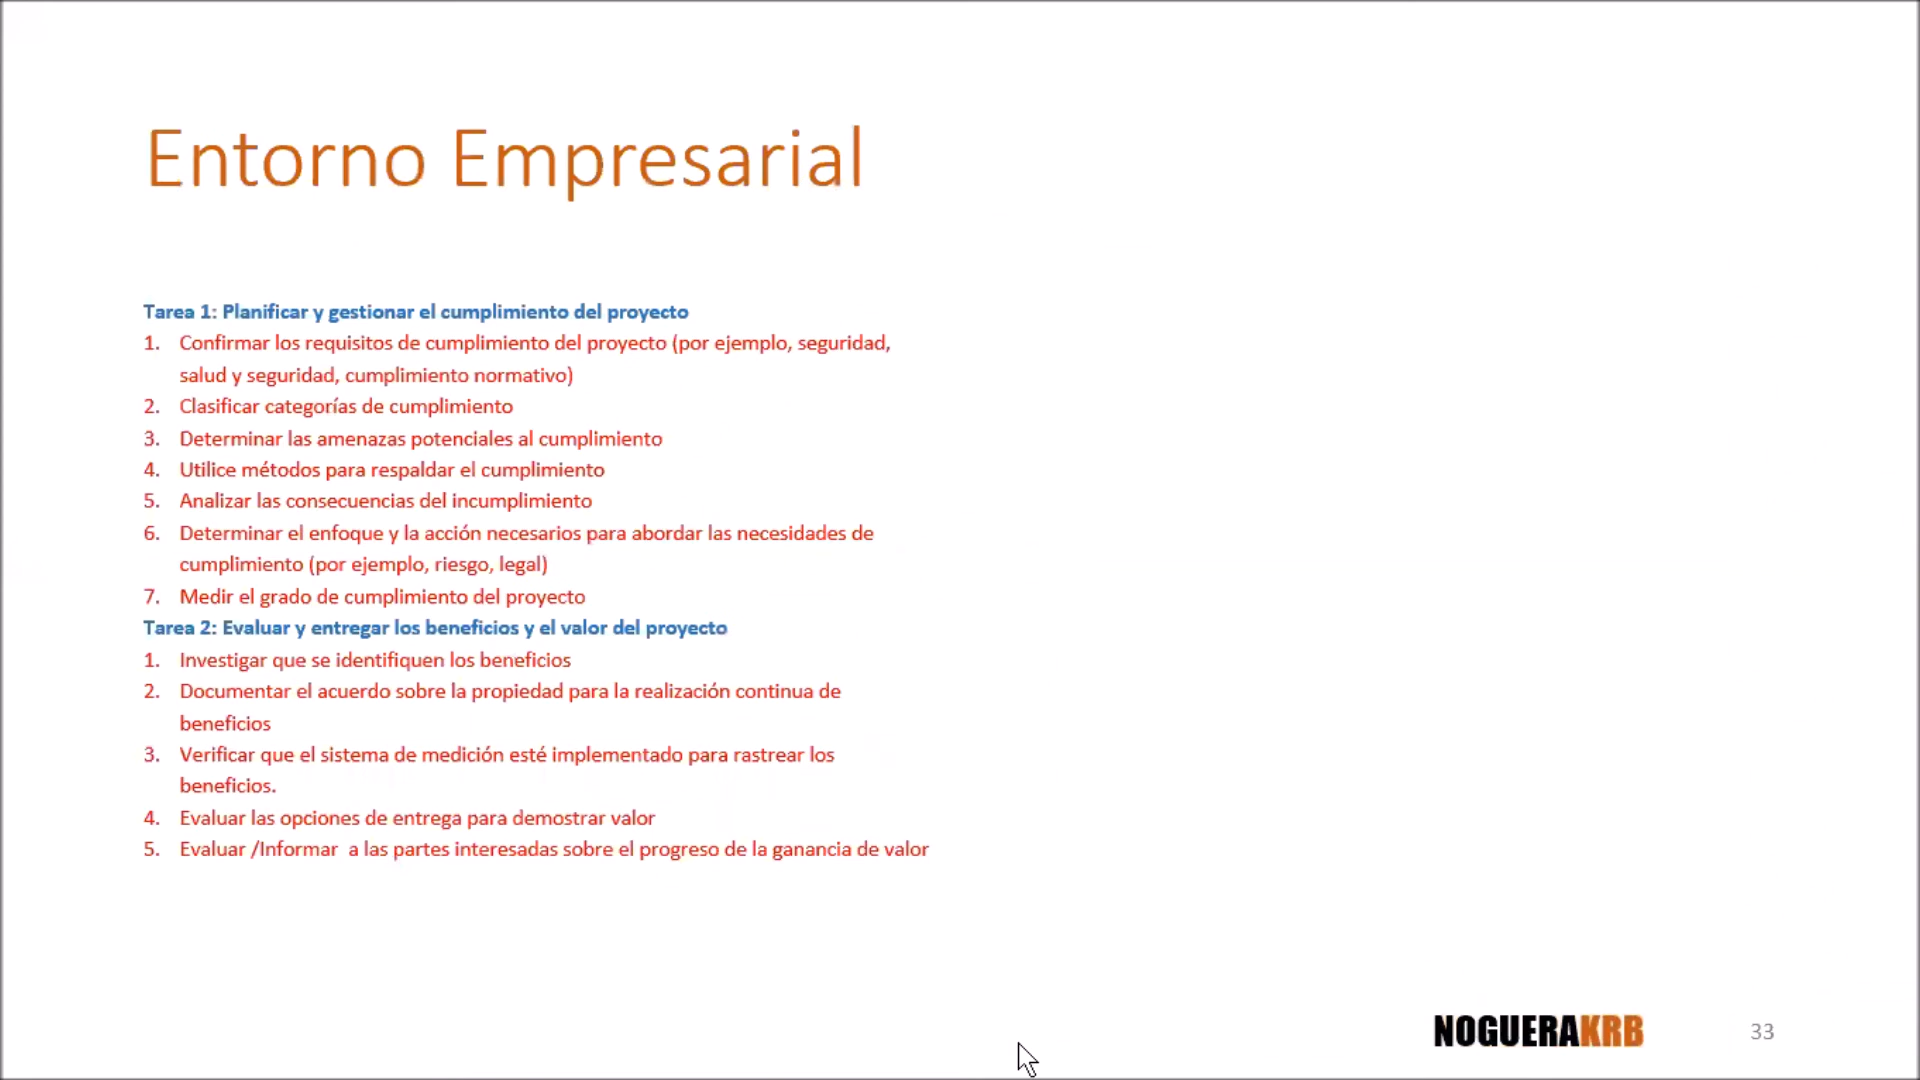 Entorno Empresarial
Tarea 1: Planificar y gestionar el cumplimiento del proyecto
1. Confirmar los requisitos de cumplimiento del proyecto (por ejemplo, seguridad,
salud y seguridad, cumplimiento normativo)
2. Clasificar categorías de cumplimiento
3. Determinar las amenazas potenciales al cumplimiento
4. Utilice métodos para respaldar el cumplimiento
5. Analizar las consecuencias del incumplimiento
6. Determinar el enfoque y la acción necesarios para abordar las necesidades de
cumplimiento (por ejemplo, riesgo, legal)
7. Medir el grado de cumplimiento del proyecto
Tarea 2: Evaluar y entregar los beneficios y el valor del proyecto
1. Investigar que se identifiquen los beneficios
2. Documentar el acuerdo sobre la propiedad para la realización continua de
beneficios
3. Verificar que el sistema de medición esté implementado para rastrear los
beneficios.
4. Evaluar las opciones de entrega para demostrar valor
5. Evaluar /Informar  a las partes interesadas sobre el progreso de la ganancia de valor
NOGUERAKRB
33